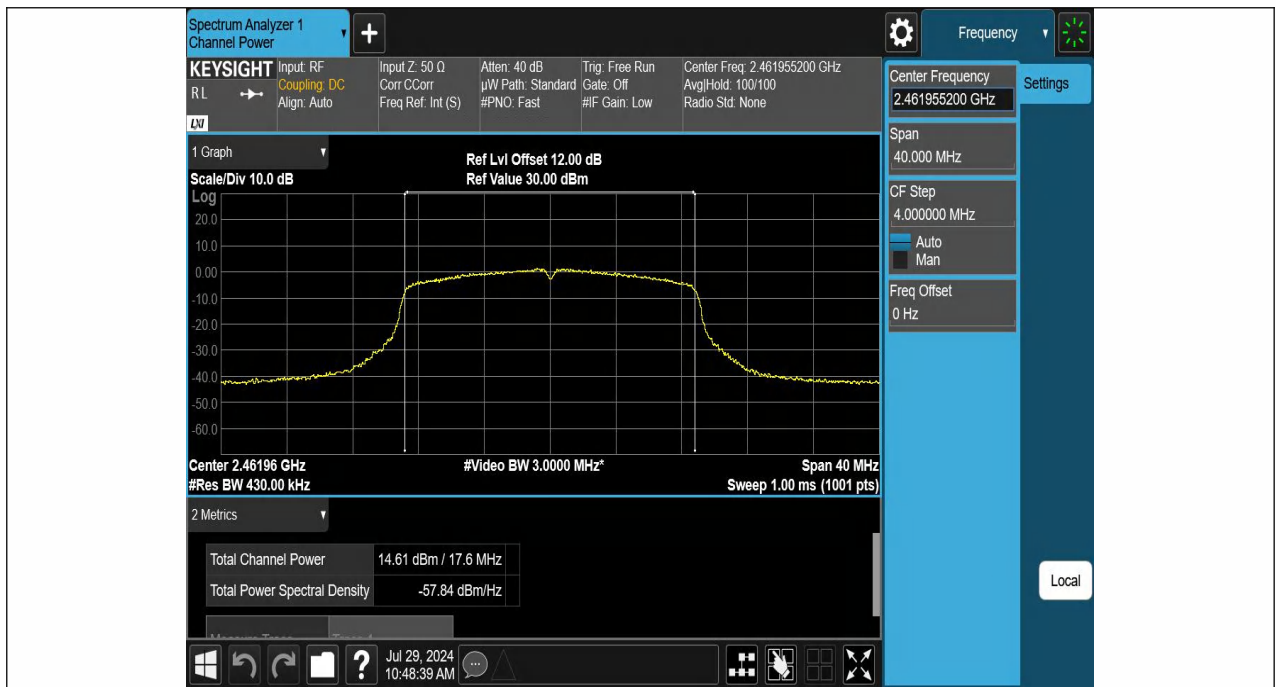 Spectrum Analyzer 1
Channel Power
+
Frequency
KEYSIGHT
RL
LXI
Input: RF
Coupling: DC
Align: Auto
Input Z: 50 Ω
Corr CCorr
Freq Ref: Int (S)
Atten: 40 dB
µW Path: Standard
#PNO: Fast
Trig: Free Run
Gate: Off
#IF Gain: Low
Center Freq: 2.461955200 GHz
Avg|Hold: 100/100
Radio Std: None
Center Frequency
2.461955200 GHz
Settings
Span
40.000 MHz
CF Step
4.000000 MHz
Auto
Man
Freq Offset
0 Hz
1 Graph
Scale/Div 10.0 dB
Ref Lvl Offset 12.00 dB
Ref Value 30.00 dBm
Log
20.0
10.0
0.00
-10.0
-20.0
-30.0
-40.0
-50.0
-60.0
Center 2.46196 GHz
#Video BW 3.0000 MHz*
Span 40 MHz
#Res BW 430.00 kHz
Sweep 1.00 ms (1001 pts)
2 Metrics
Total Channel Power 14.61 dBm / 17.6 MHz
Total Power Spectral Density -57.84 dBm/Hz
Local
?
Jul 29, 2024
10:48:39 AM